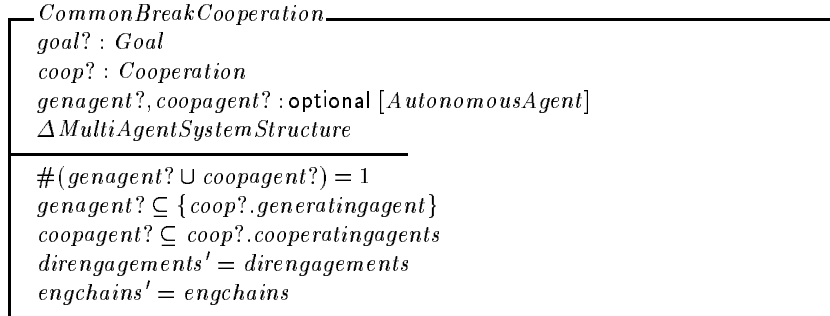 CommonBreakCooperation
goal? : Goal
coop? : Cooperation
genagent?, coopagent? : optional [AutonomousAgent]
ΔMultiAgentSystemStructure
#(genagent? ∪ coopagent?) = 1
genagent? ⊆ {coop?.generatingagent}
coopagent? ⊆ coop?.cooperatingagents
direngagements′ = direngagements
engchains′ = engchains